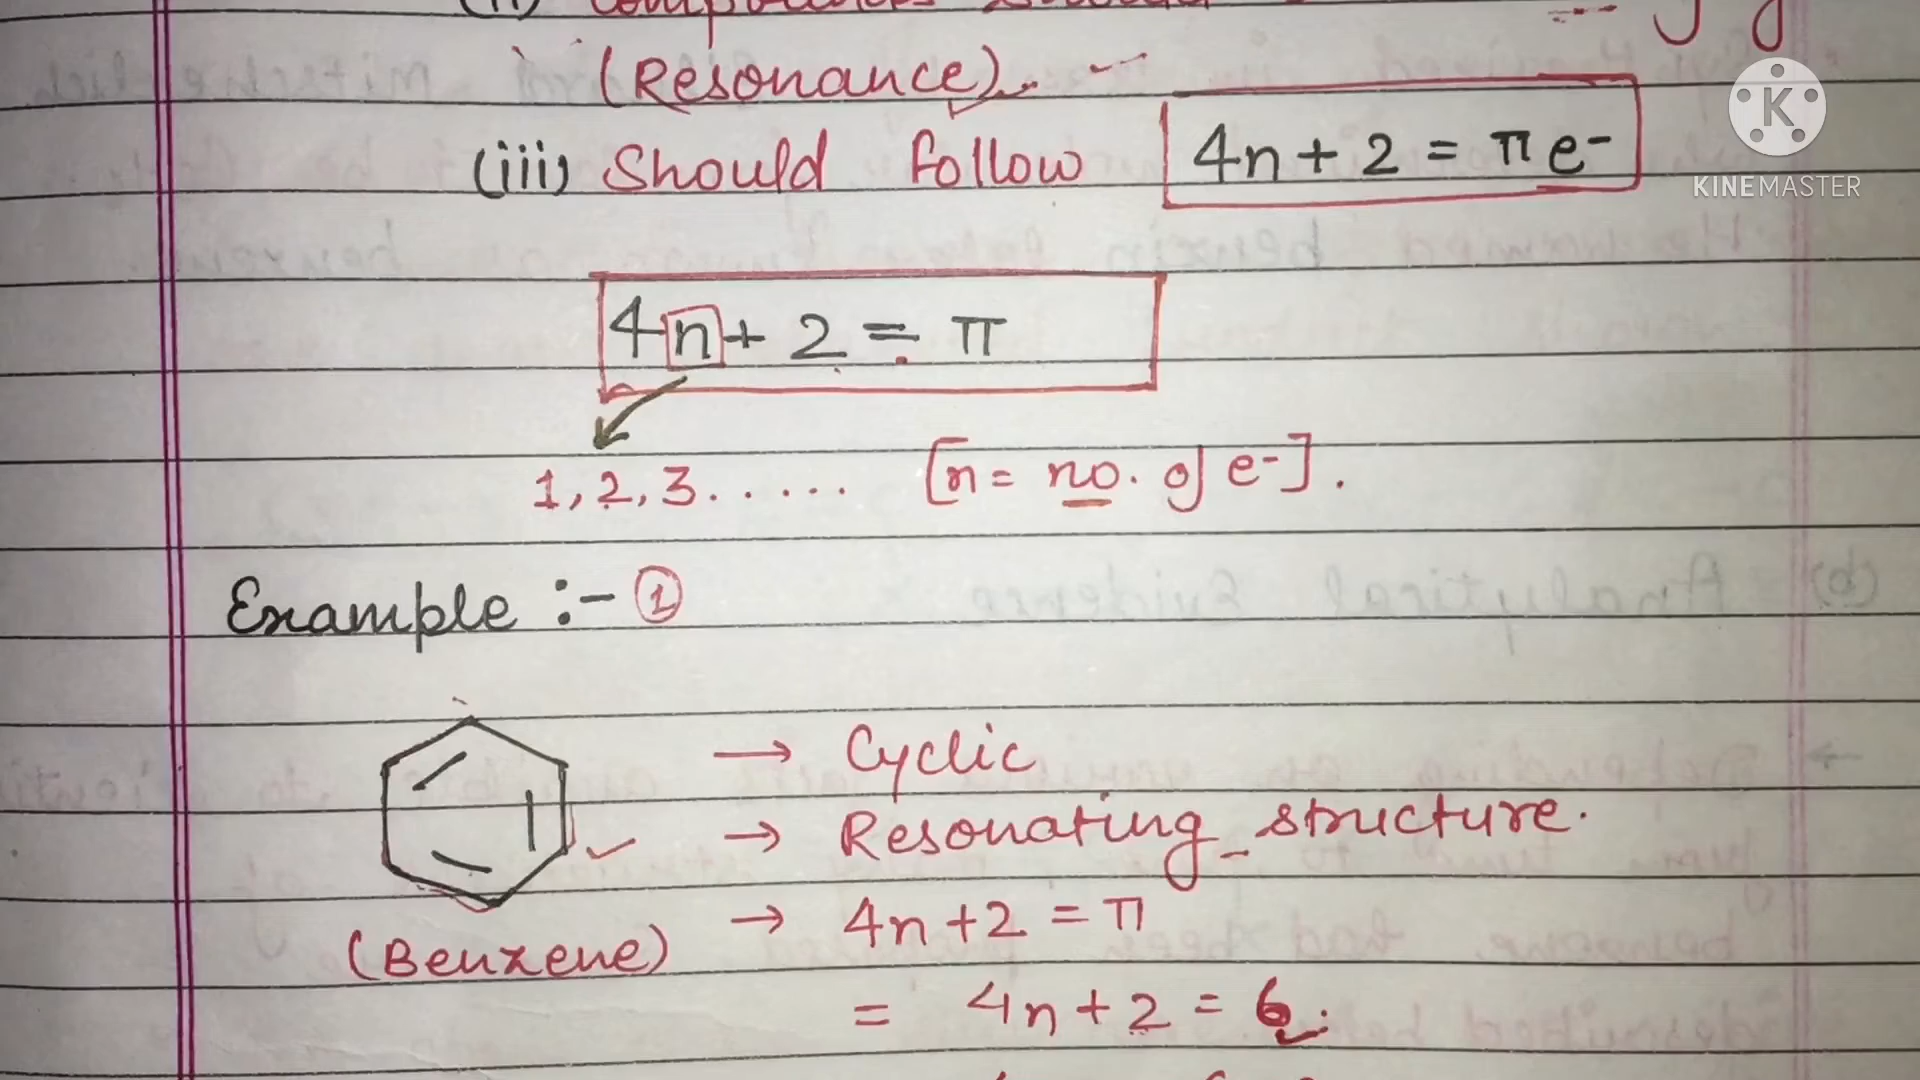 (Resonance).
(iii) Should follow 4n + 2 = π e-
KINEMASTER
4n + 2 = π
1, 2, 3. . . . . . [n = no. of e-].
Example :- 1
→ Cyclic
→ Resonating structure.
(Benzene) → 4n + 2 = π
= 4n + 2 = 6.